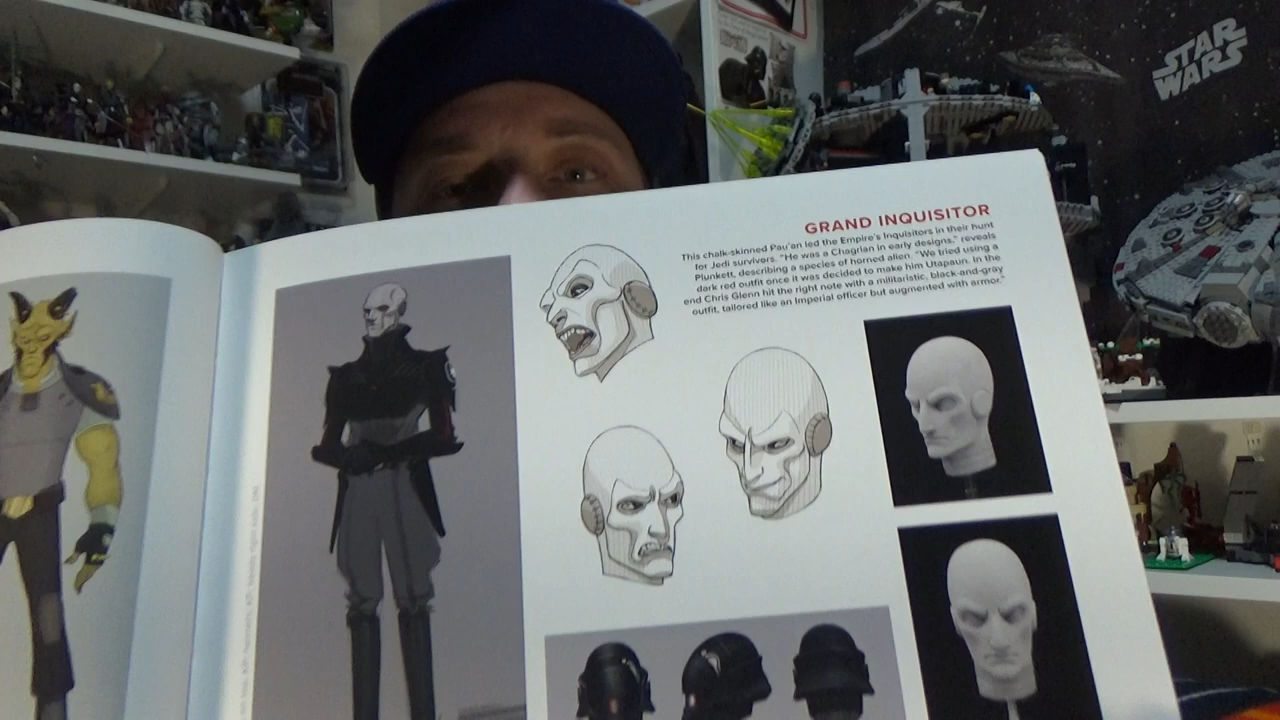 STAR
WARS
GRAND INQUISITOR
This chalk-skinned Pau'an led the Empire's Inquisitors in their hunt
for Jedi survivors. "He was a Chagrian in early designs," reveals
Plunkett, describing a species of horned alien. "We tried using a
dark red outfit once it was decided to make him Utapaun. In the
end Chris Glenn hit the right note with a militaristic, black-and-gray
outfit, tailored like an Imperial officer but augmented with armor."